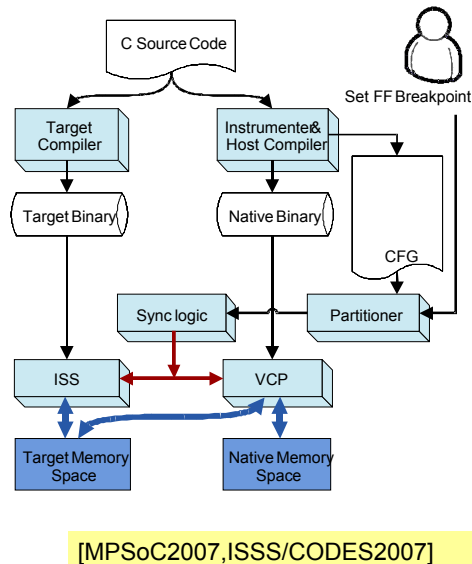 C Source Code
Set FF Breakpoint
Target
Compiler
Instrumenter&
Host Compiler
Target Binary
Native Binary
CFG
Sync logic
Partitioner
ISS
VCP
Target Memory
Space
Native Memory
Space
[MPSoC2007,ISSS/CODES2007]